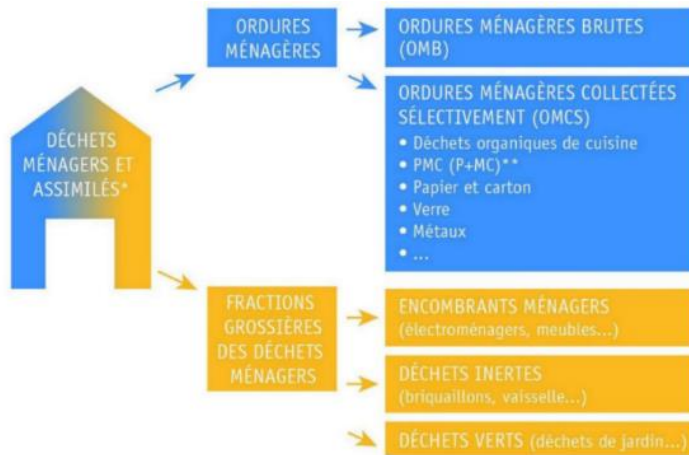 DÉCHETS
MÉNAGERS ET
ASSIMILÉS*
ORDURES
MÉNAGÈRES
ORDURES MÉNAGÈRES BRUTES
(OMB)
ORDURES MÉNAGÈRES COLLECTÉES
SÉLECTIVEMENT (OMCS)
• Déchets organiques de cuisine
• PMC (P+MC)**
• Papier et carton
• Verre
• Métaux
• ...
FRACTIONS
GROSSIÈRES
DES DÉCHETS
MÉNAGERS
ENCOMBRANTS MÉNAGERS
(électroménagers, meubles...)
DÉCHETS INERTES
(briquaillons, vaisselle...)
DÉCHETS VERTS (déchets de jardin...)